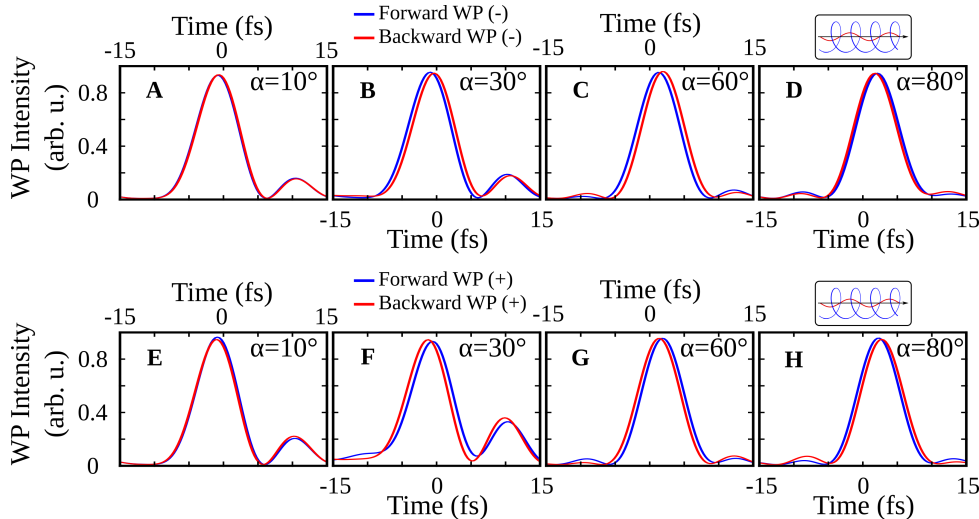 Time (fs)
-15 0 15
Forward WP (-)
Backward WP (-)
Time (fs)
-15 0 15
WP Intensity
(arb. u.)
0.8
0.4
0
A α=10°
B α=30°
C α=60°
D α=80°
-15 0 15
Time (fs)
-15 0 15
Time (fs)
Time (fs)
-15 0 15
Forward WP (+)
Backward WP (+)
Time (fs)
-15 0 15
WP Intensity
(arb. u.)
0.8
0.4
0
E α=10°
F α=30°
G α=60°
H α=80°
-15 0 15
Time (fs)
-15 0 15
Time (fs)